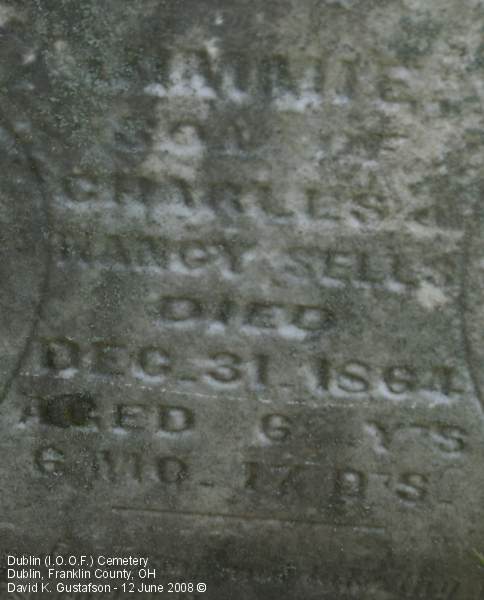 SON OF
CHARLES &
NANCY SELLS
DIED
DEC. 31. 1864
AGED 6 Y'S
6 MO. 17 D'S.
Dublin (I.O.O.F.) Cemetery
Dublin, Franklin County, OH
David K. Gustafson - 12 June 2008 ©